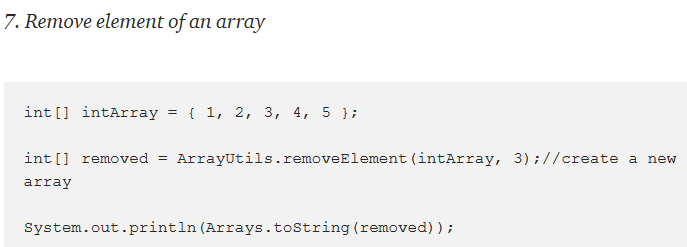 7. Remove element of an array
int[] intArray = { 1, 2, 3, 4, 5 };
int[] removed = ArrayUtils.removeElement(intArray, 3);//create a new
array
System.out.println(Arrays.toString(removed));